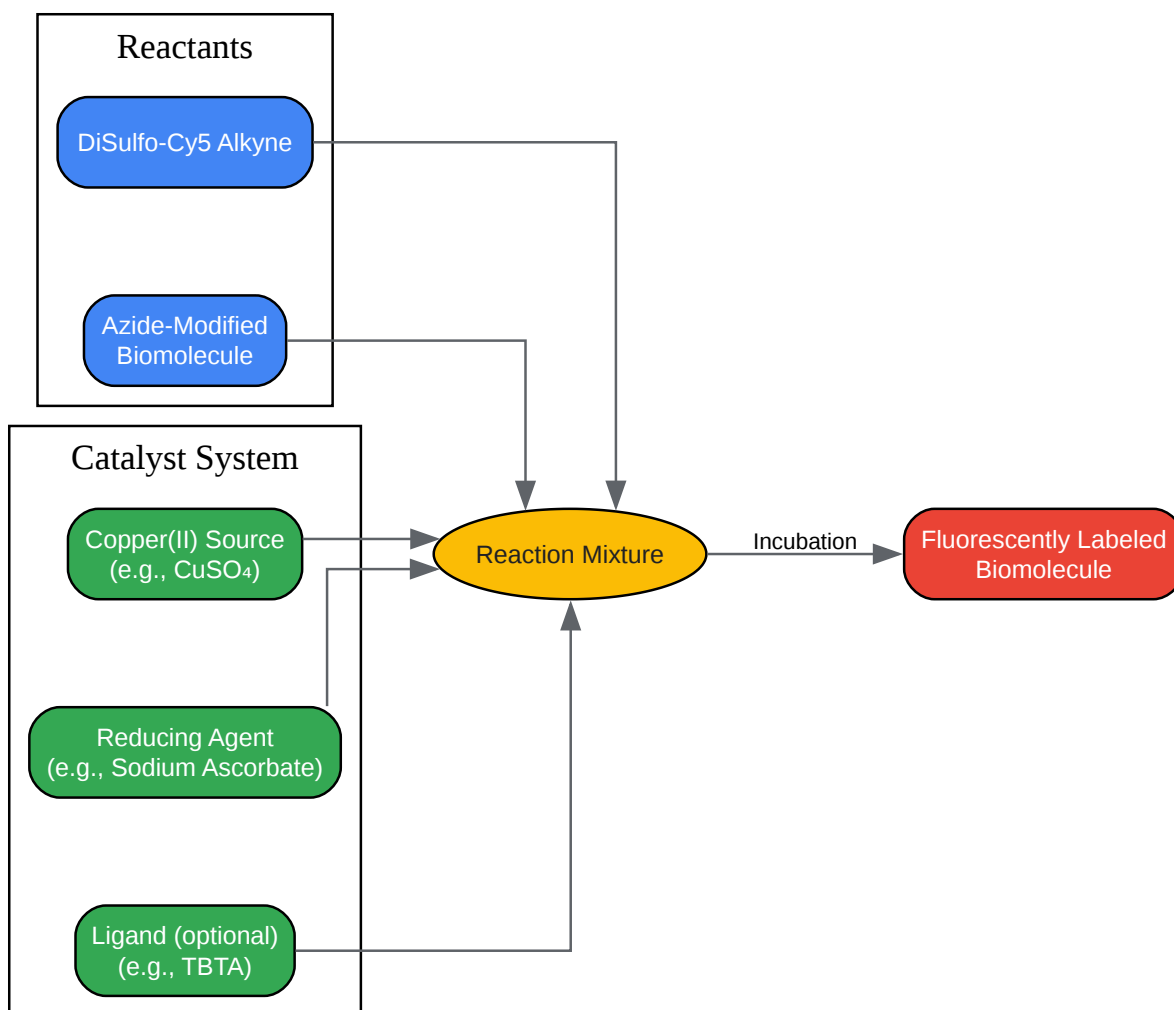 Reactants
DiSulfo-Cy5 Alkyne
Azide-Modified
Biomolecule
Catalyst System
Copper(II) Source
(e.g., CuSO₄)
Reducing Agent
(e.g., Sodium Ascorbate)
Ligand (optional)
(e.g., TBTA)
Reaction Mixture
Incubation
Fluorescently Labeled
Biomolecule